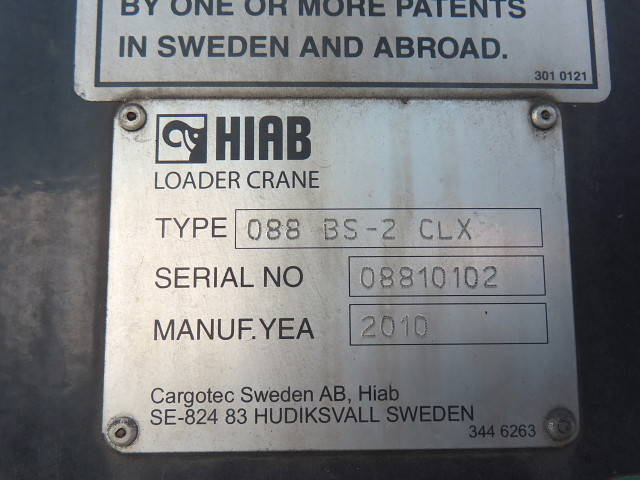 BY ONE OR MORE PATENTS
IN SWEDEN AND ABROAD.
301 0121
HIAB
LOADER CRANE
TYPE 088 BS-2 CLX
SERIAL NO 08810102
MANUF.YEA 2010
Cargotec Sweden AB, Hiab
SE-824 83 HUDIKSVALL SWEDEN
344 6263